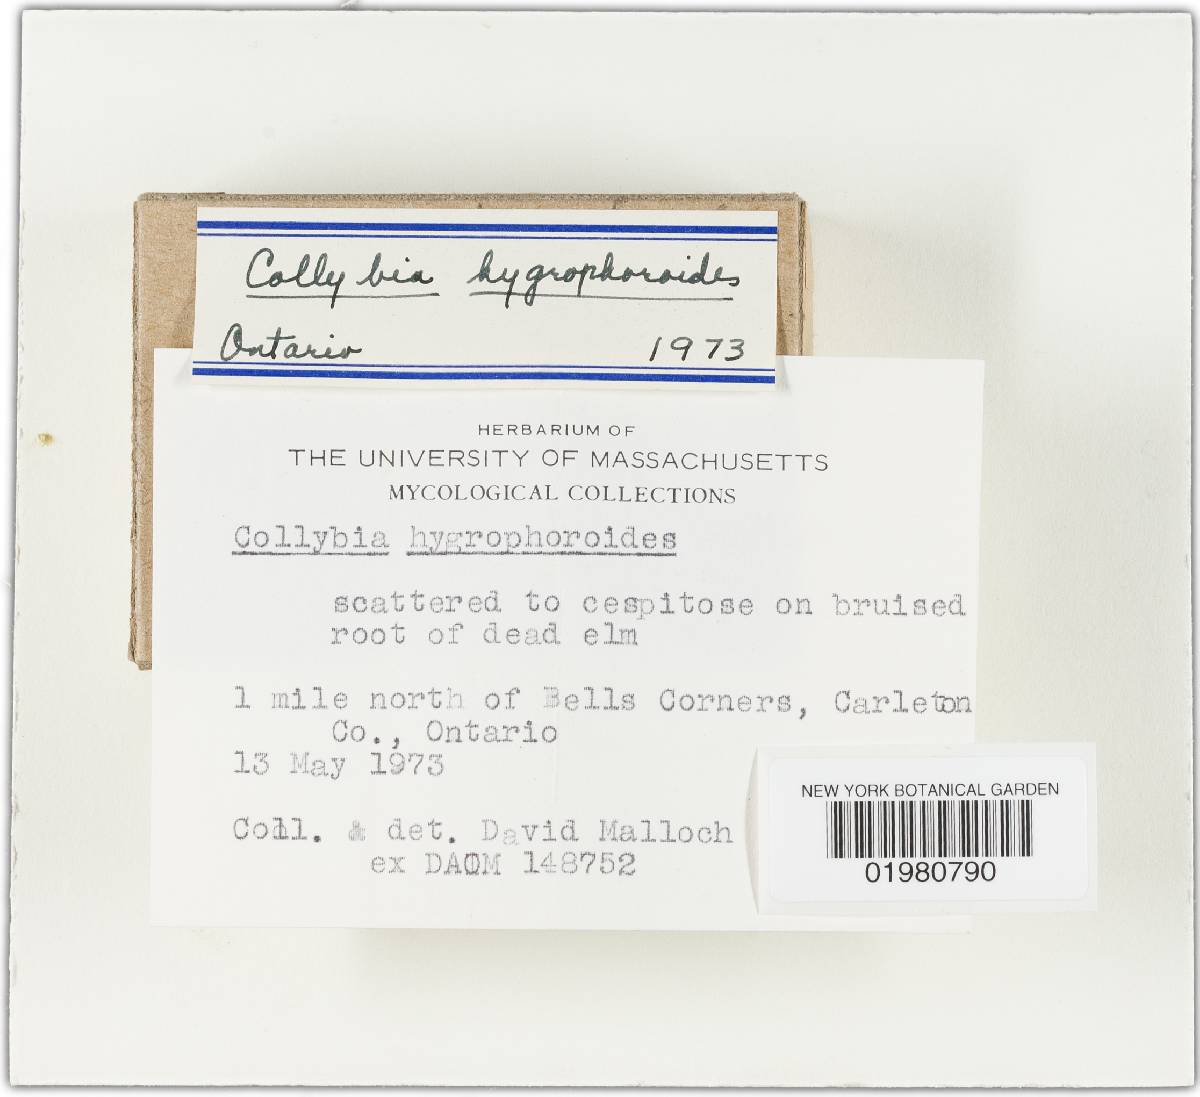 Collybia hygrophoroides
Ontario 1973
HERBARIUM OF
THE UNIVERSITY OF MASSACHUSETTS
MYCOLOGICAL COLLECTIONS
Collybia hygrophoroides
scattered to cespitose on bruised
root of dead elm
1 mile north of Bells Corners, Carleton
Co., Ontario
13 May 1973
Coll. & det. David Malloch
ex DAOM 148752
NEW YORK BOTANICAL GARDEN
01980790